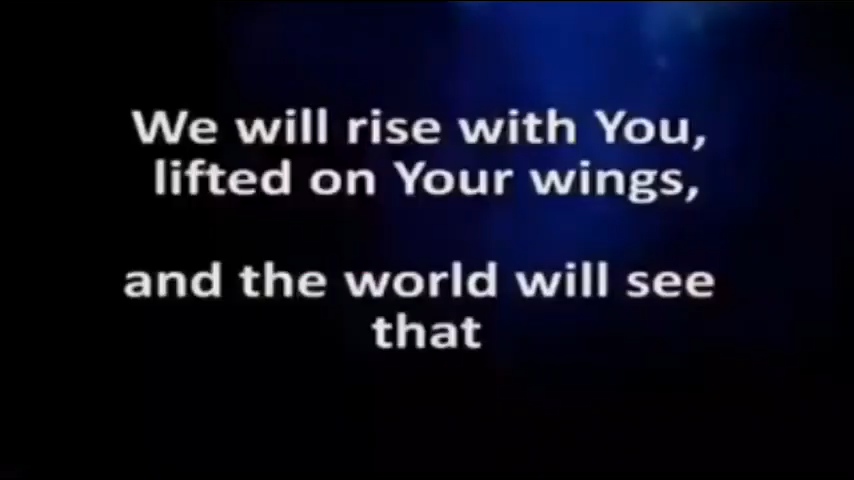 We will rise with You,
lifted on Your wings,
and the world will see
that